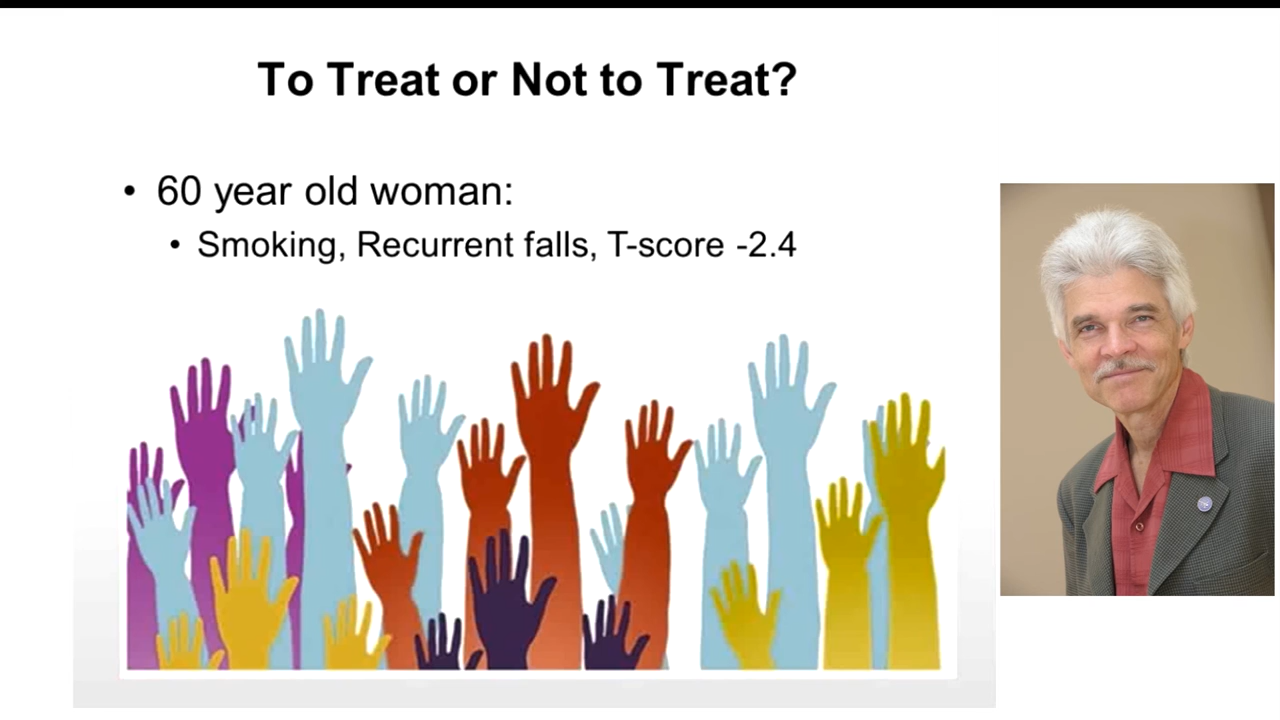 To Treat or Not to Treat?
• 60 year old woman:
• Smoking, Recurrent falls, T-score -2.4